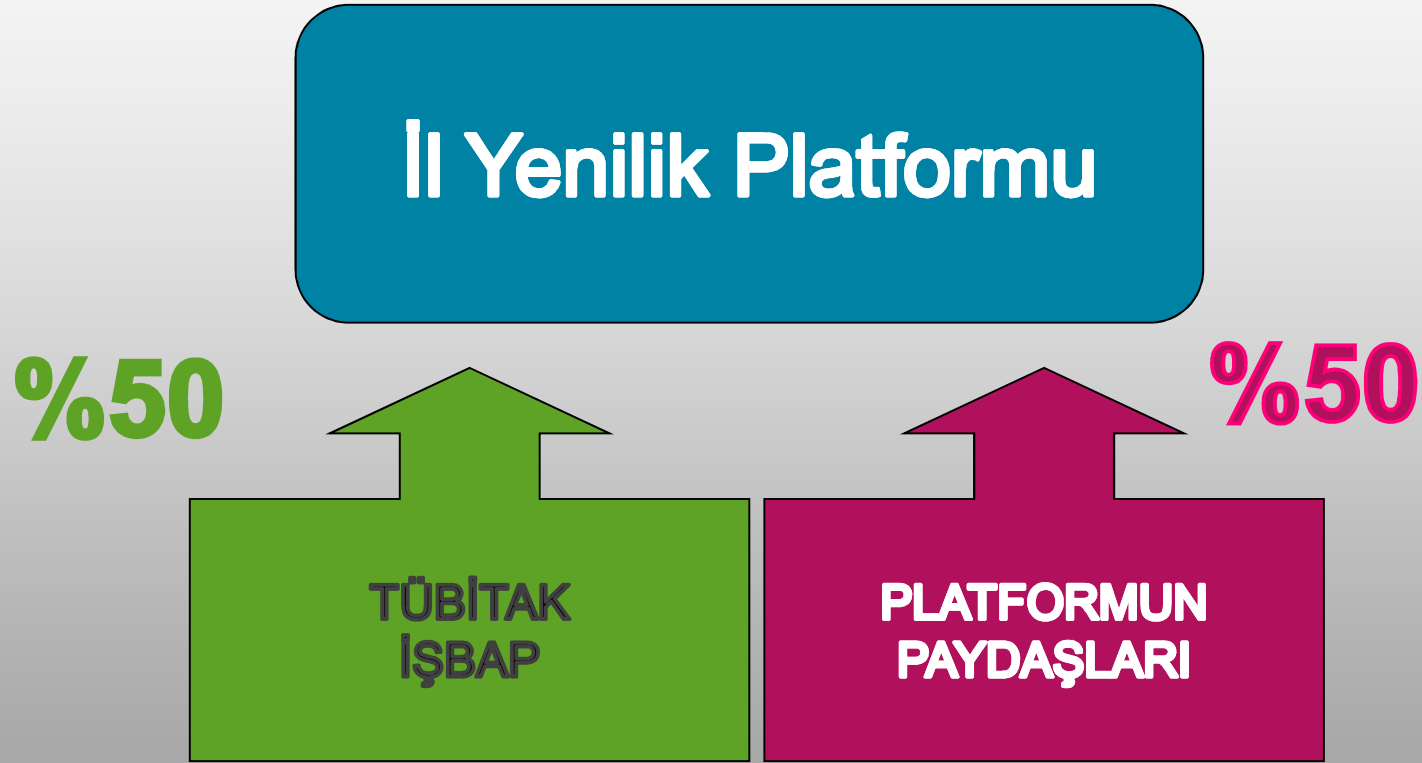 İl Yenilik Platformu
%50
%50
TÜBİTAK
İŞBAP
PLATFORMUN
PAYDAŞLARI